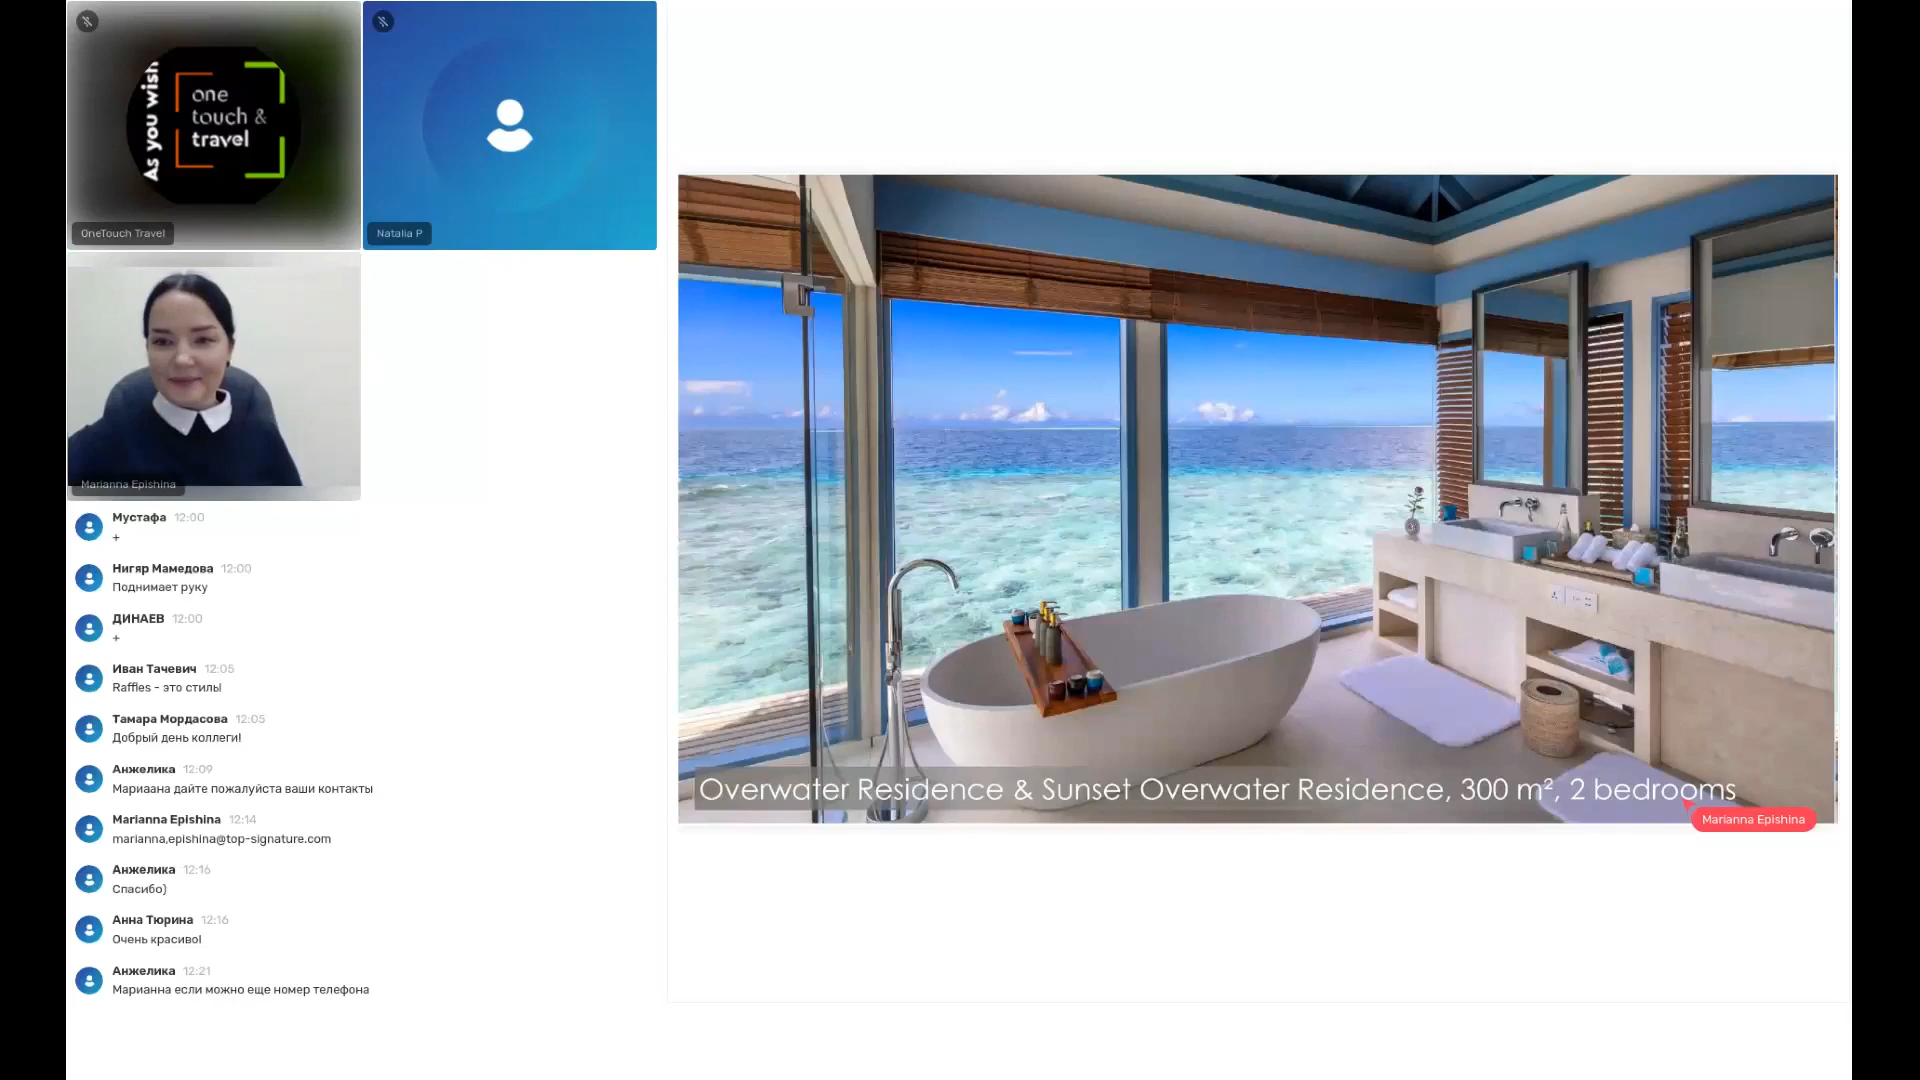 As you wish
one
touch &
travel
OneTouch Travel
Natalia P
Marianna Epishina
Мустафа 12:00
+
Нигяр Мамедова 12:00
Поднимает руку
ДИНАЕВ 12:00
+
Иван Тачевич 12:05
Raffles - это стиль!
Тамара Мордасова 12:05
Добрый день коллеги!
Анжелика 12:09
Мариаана дайте пожалуйста ваши контакты
Marianna Epishina 12:14
marianna,epishina@top-signature.com
Анжелика 12:16
Спасибо)
Анна Тюрина 12:16
Очень красиво!
Анжелика 12:21
Марианна если можно еще номер телефона
Overwater Residence & Sunset Overwater Residence, 300 m², 2 bedrooms
Marianna Epishina